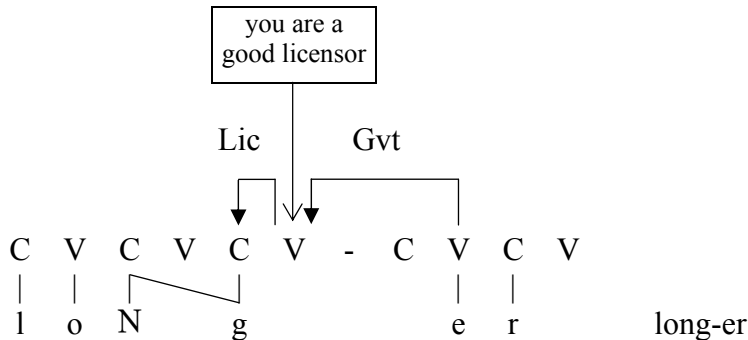 you are a
good licensor
Lic Gvt
C V C V C V - C V C V
l o N g e r long-er